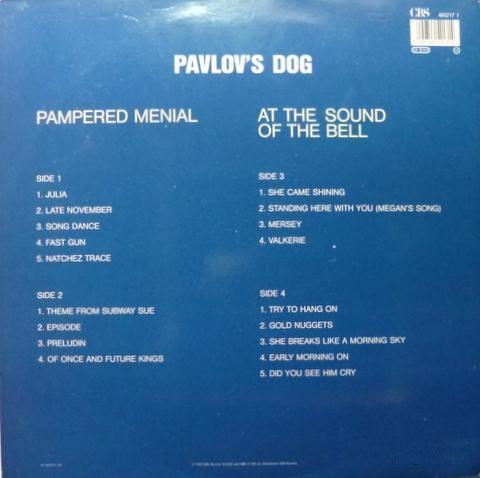 CBS 465217 1
PAVLOV'S DOG
PAMPERED MENIAL
SIDE 1
1. JULIA
2. LATE NOVEMBER
3. SONG DANCE
4. FAST GUN
5. NATCHEZ TRACE
SIDE 2
1. THEME FROM SUBWAY SUE
2. EPISODE
3. PRELUDIN
4. OF ONCE AND FUTURE KINGS
AT THE SOUND
OF THE BELL
SIDE 3
1. SHE CAME SHINING
2. STANDING HERE WITH YOU (MEGAN'S SONG)
3. MERSEY
4. VALKERIE
SIDE 4
1. TRY TO HANG ON
2. GOLD NUGGETS
3. SHE BREAKS LIKE A MORNING SKY
4. EARLY MORNING ON
5. DID YOU SEE HIM CRY